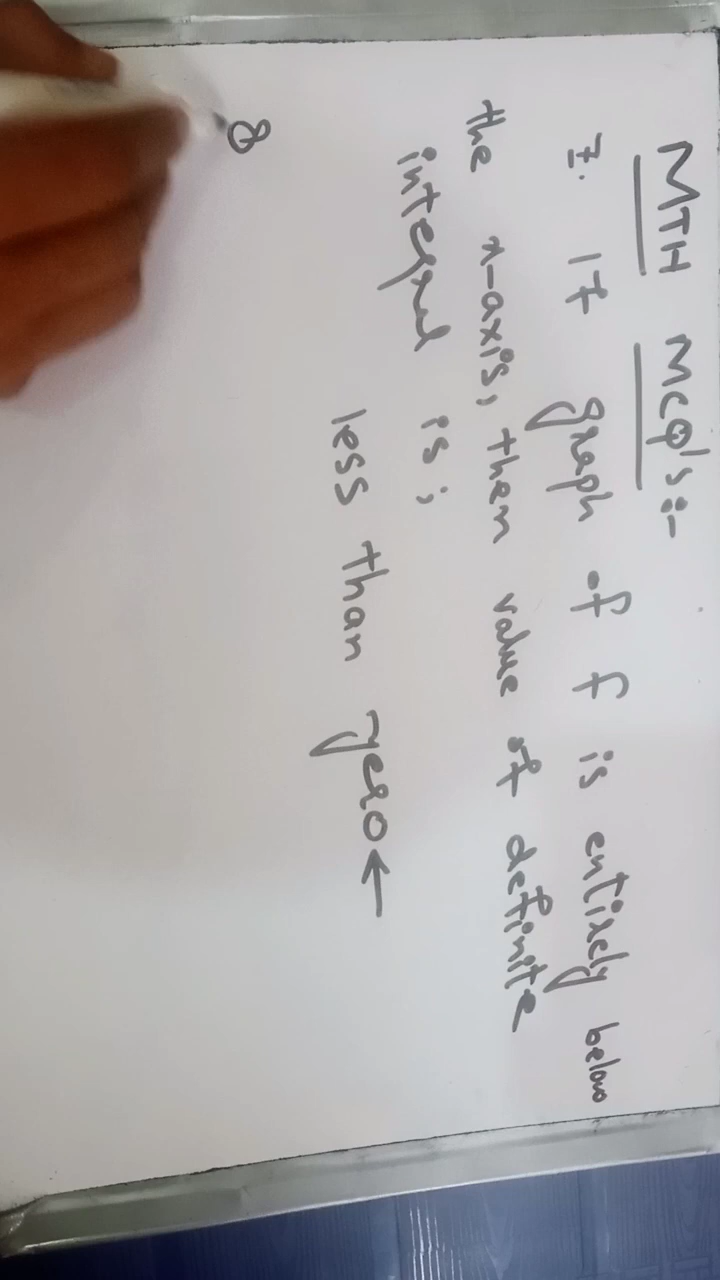 MTH MCQ's:-
7. If graph of f is entirely below
the x-axis, then value of definite
integral is;
less than zero←
8